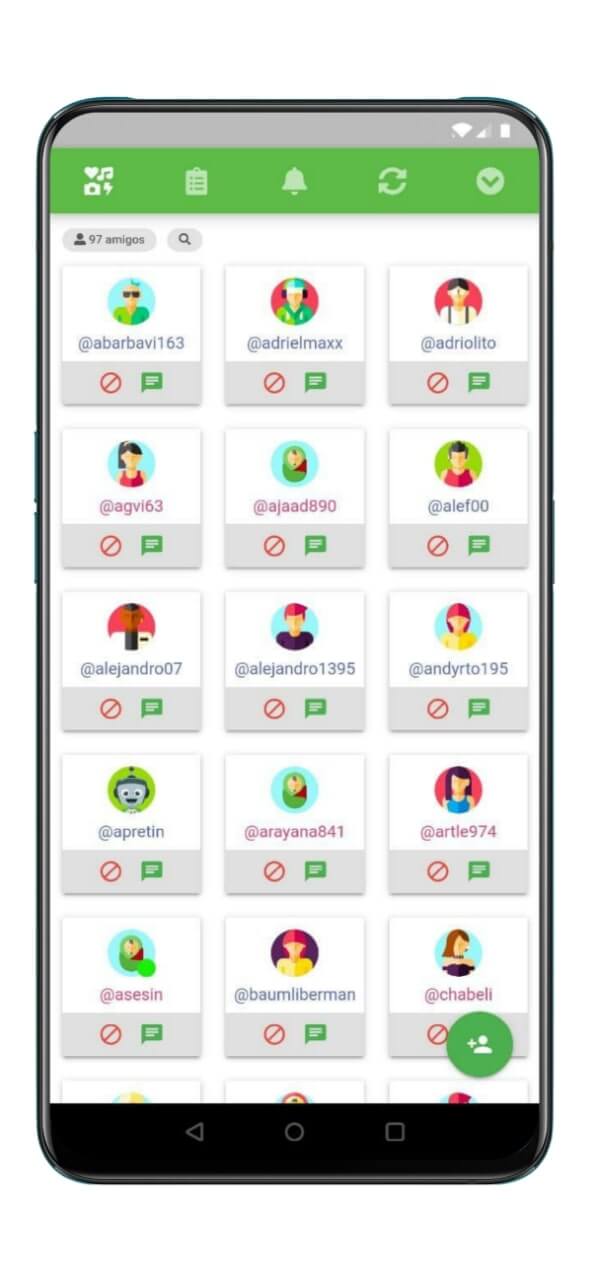 97 amigos
@abarbavi163 @adrielmaxx @adriolito
@agvi63 @ajaad890 @alef00
@alejandro07 @alejandro1395 @andyrto195
@apretin @arayana841 @artle974
@asesin @baumliberman @chabeli